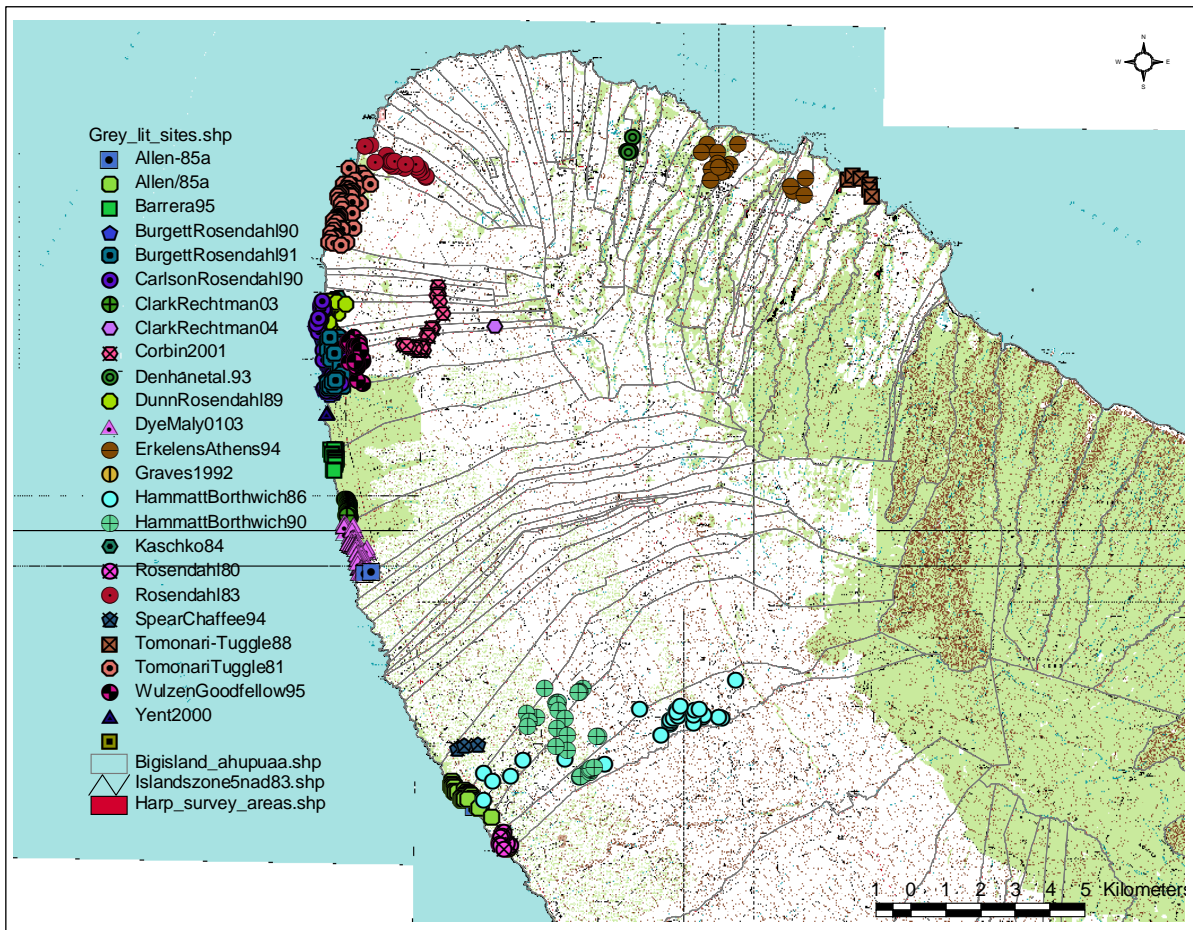 N
W E
S
Grey_lit_sites.shp
Allen-85a
Allen/85a
Barrera95
BurgettRosendahl90
BurgettRosendahl91
CarlsonRosendahl90
ClarkRechtman03
ClarkRechtman04
Corbin2001
Denhanetal.93
DunnRosendahl89
DyeMaly0103
ErkelensAthens94
Graves1992
HammattBorthwich86
HammattBorthwich90
Kaschko84
Rosendahl80
Rosendahl83
SpearChaffee94
Tomonari-Tuggle88
TomonariTuggle81
WulzenGoodfellow95
Yent2000
Bigisland_ahupuaa.shp
Islandszone5nad83.shp
Harp_survey_areas.shp
1 0 1 2 3 4 5 Kilometers